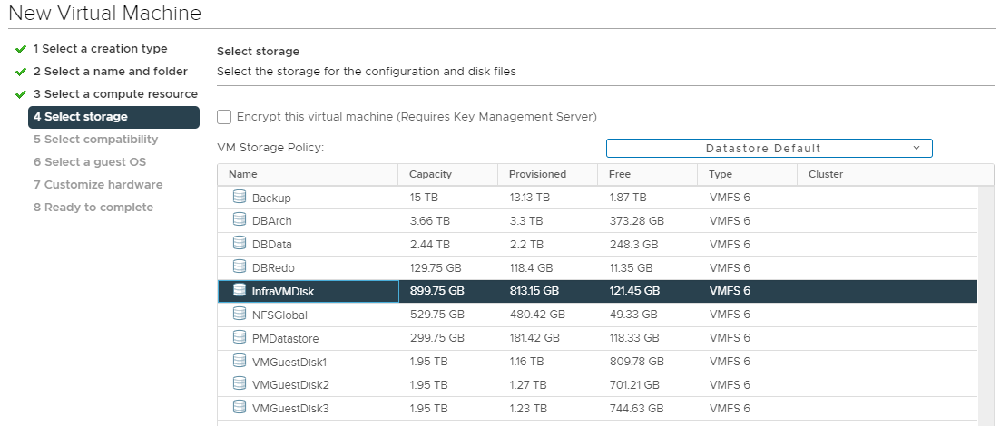 New Virtual Machine
1 Select a creation type
2 Select a name and folder
3 Select a compute resource
4 Select storage
5 Select compatibility
6 Select a guest OS
7 Customize hardware
8 Ready to complete
Select storage
Select the storage for the configuration and disk files
Encrypt this virtual machine (Requires Key Management Server)
VM Storage Policy: Datastore Default
Name Capacity Provisioned Free Type Cluster
Backup 15 TB 13.13 TB 1.87 TB VMFS 6
DBArch 3.66 TB 3.3 TB 373.28 GB VMFS 6
DBData 2.44 TB 2.2 TB 248.3 GB VMFS 6
DBRedo 129.75 GB 118.4 GB 11.35 GB VMFS 6
InfraVMDisk 899.75 GB 813.15 GB 121.45 GB VMFS 6
NFSGlobal 529.75 GB 480.42 GB 49.33 GB VMFS 6
PMDatastore 299.75 GB 181.42 GB 118.33 GB VMFS 6
VMGuestDisk1 1.95 TB 1.16 TB 809.78 GB VMFS 6
VMGuestDisk2 1.95 TB 1.27 TB 701.21 GB VMFS 6
VMGuestDisk3 1.95 TB 1.23 TB 744.63 GB VMFS 6